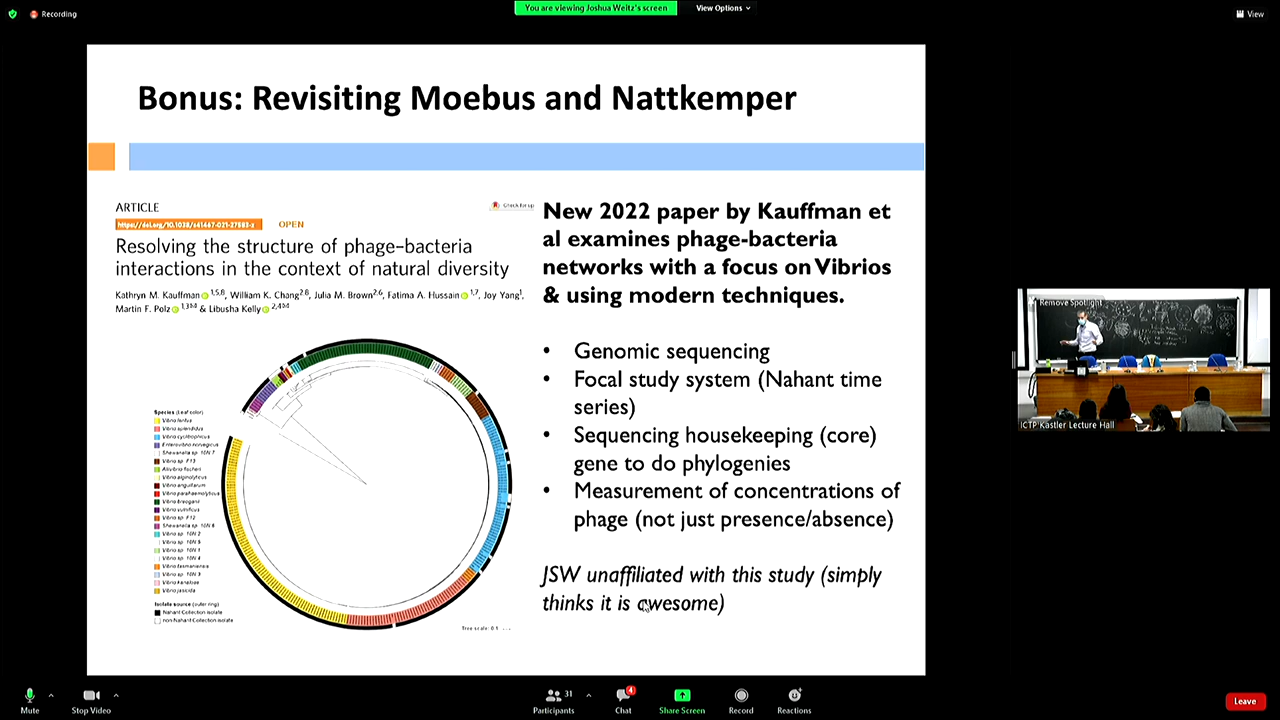 Recording
You are viewing Joshua Weitz's screen
View Options
View
Bonus: Revisiting Moebus and Nattkemper
ARTICLE
Check for up
https://doi.org/10.1038/s41467-021-27583-z
OPEN
Resolving the structure of phage–bacteria
interactions in the context of natural diversity
Kathryn M. Kauffman 1,5,8, William K. Chang 2,8, Julia M. Brown 2,6, Fatima A. Hussain 1,7, Joy Yang 1,
Martin F. Polz & Libusha Kelly
Species (Leaf color)
Vibrio lentus
Vibrio splendidus
Vibrio cyclitrophicus
Enterovibrio norvegicus
Shewanella sp. 10N 7
Vibrio sp. F13
Aliivibrio fischeri
Vibrio alginolyticus
Vibrio anguillarum
Vibrio parahaemolyticus
Vibrio breoganii
Vibrio sp. F12
Shewanella sp. 10N 6
Vibrio sp. 10N 2
Vibrio sp. 10N 5
Vibrio sp. 10N 1
Vibrio sp. 10N 4
Vibrio tasmaniensis
Vibrio sp. 10N 3
Vibrio kanaloae
Vibrio jasicida
Isolate source (outer ring)
Nahant Collection isolate
non-Nahant Collection isolate
Tree scale: 0.1
New 2022 paper by Kauffman et
al examines phage-bacteria
networks with a focus on Vibrios
& using modern techniques.
• Genomic sequencing
• Focal study system (Nahant time
series)
• Sequencing housekeeping (core)
gene to do phylogenies
• Measurement of concentrations of
phage (not just presence/absence)
JSW unaffiliated with this study (simply
thinks it is awesome)
Remove Spotlight
ICTP Kastler Lecture Hall
Mute
Stop Video
31
Participants
4
Chat
Share Screen
Record
Reactions
Leave